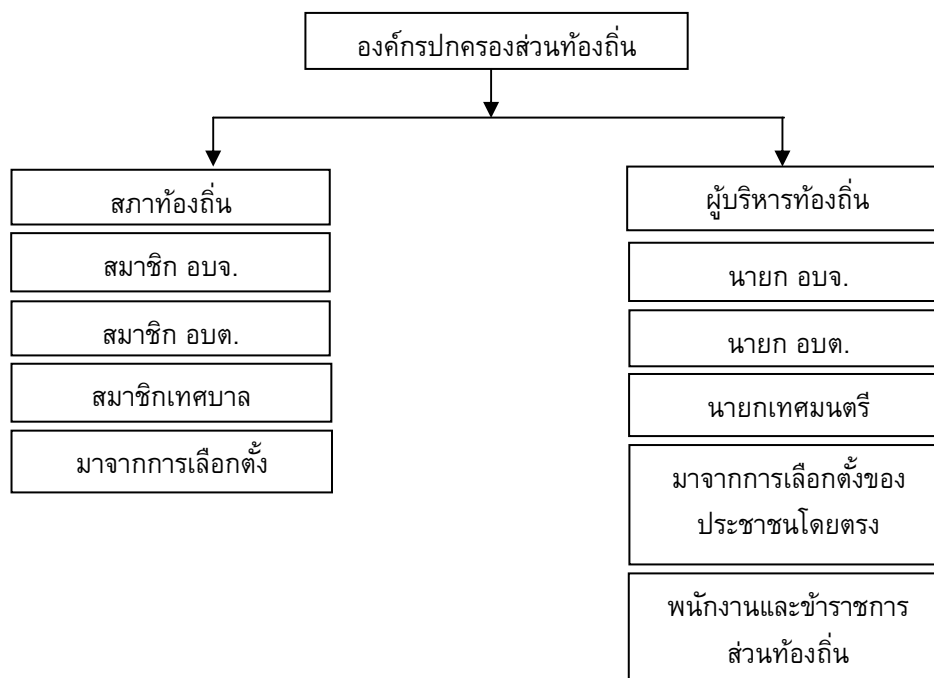 องค์กรปกครองส่วนท้องถิ่น
สภาท้องถิ่น
สมาชิก อบจ.
สมาชิก อบต.
สมาชิกเทศบาล
มาจากการเลือกตั้ง
ผู้บริหารท้องถิ่น
นายก อบจ.
นายก อบต.
นายกเทศมนตรี
มาจากการเลือกตั้งของ
ประชาชนโดยตรง
พนักงานและข้าราชการ
ส่วนท้องถิ่น